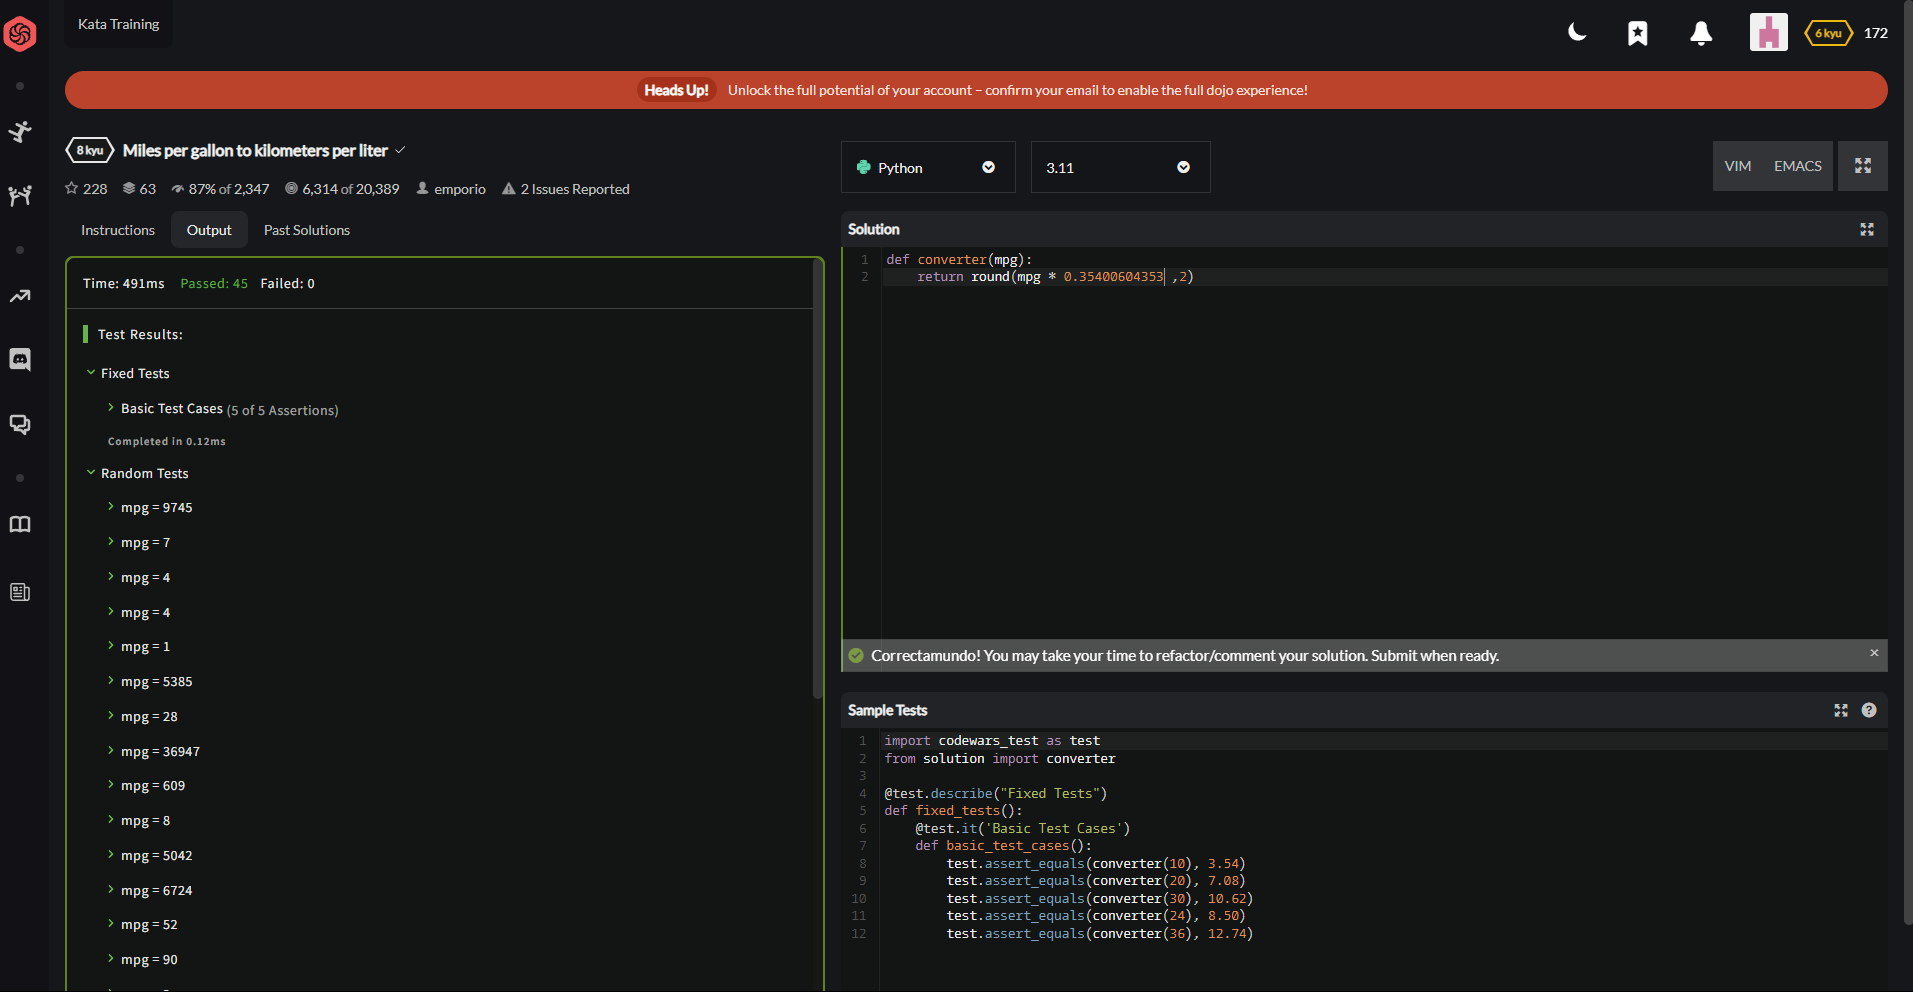 Kata Training
6 kyu 172
Heads Up! Unlock the full potential of your account – confirm your email to enable the full dojo experience!
8 kyu Miles per gallon to kilometers per liter
228 63 87% of 2,347 6,314 of 20,389 emporio 2 Issues Reported
Instructions Output Past Solutions
Time: 491ms Passed: 45 Failed: 0
Test Results:
Fixed Tests
Basic Test Cases (5 of 5 Assertions)
Completed in 0.12ms
Random Tests
mpg = 9745
mpg = 7
mpg = 4
mpg = 4
mpg = 1
mpg = 5385
mpg = 28
mpg = 36947
mpg = 609
mpg = 8
mpg = 5042
mpg = 6724
mpg = 52
mpg = 90
Python 3.11 VIM EMACS
Solution
1 def converter(mpg):
2 return round(mpg * 0.35400604353 ,2)
Correctamundo! You may take your time to refactor/comment your solution. Submit when ready. ×
Sample Tests ?
1 import codewars_test as test
2 from solution import converter
3
4 @test.describe("Fixed Tests")
5 def fixed_tests():
6 @test.it('Basic Test Cases')
7 def basic_test_cases():
8 test.assert_equals(converter(10), 3.54)
9 test.assert_equals(converter(20), 7.08)
10 test.assert_equals(converter(30), 10.62)
11 test.assert_equals(converter(24), 8.50)
12 test.assert_equals(converter(36), 12.74)